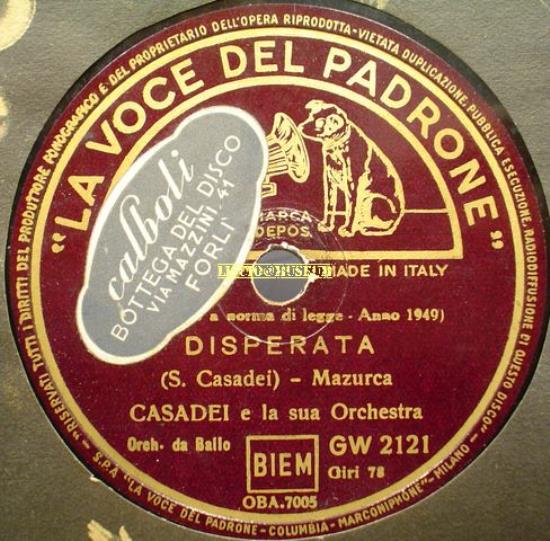 "RISERVATI TUTTI I DIRITTI DEL PRODUTTORE FONOGRAFICO E DEL PROPRIETARIO DELL'OPERA RIPRODOTTA - VIETATA DUPLICAZIONE, PUBBLICA ESECUZIONE, RADIODIFFUSIONE DI QUESTO DISCO"
"LA VOCE DEL PADRONE"
calboli
BOTTEGA DEL DISCO
VIA MAZZINI 41
FORLI'
MARCA
DEPOS.
MADE IN ITALY
a norma di legge - Anno 1949)
DISPERATA
(S. Casadei) - Mazurca
CASADEI e la sua Orchestra
Orch. da Ballo
BIEM
GW 2121
Giri 78
OBA.7005
- S.P.A "LA VOCE DEL PADRONE - COLUMBIA - MARCONIPHONE" - MILANO -